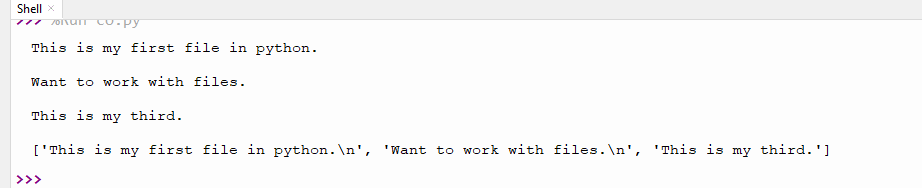 Shell ×
>>> %Run co.py
This is my first file in python.
Want to work with files.
This is my third.
['This is my first file in python.\n', 'Want to work with files.\n', 'This is my third.']
>>>